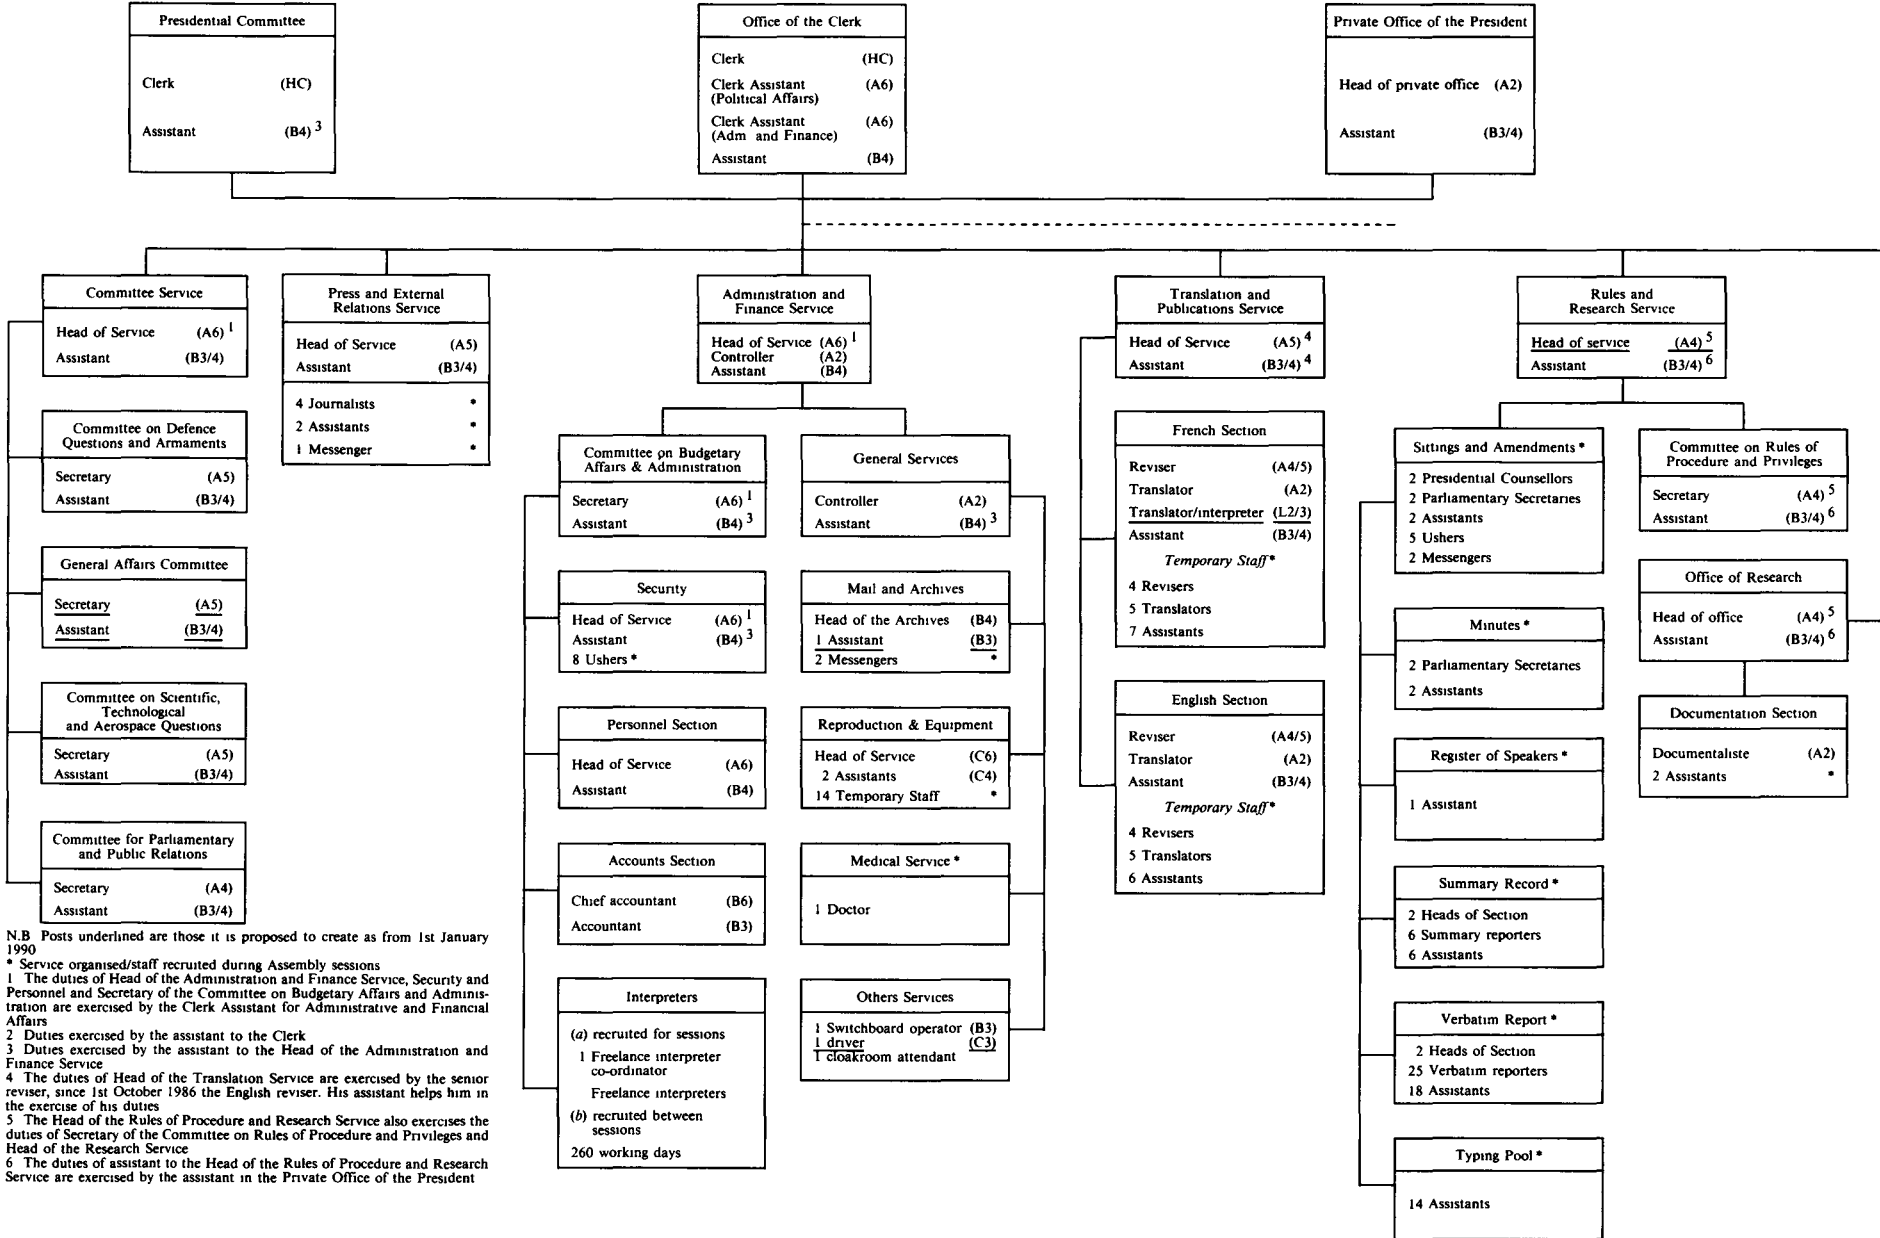 Presidential Committee
Clerk (HC)
Assistant (B4) 3
Office of the Clerk
Clerk (HC)
Clerk Assistant (A6)
(Political Affairs)
Clerk Assistant (A6)
(Adm and Finance)
Assistant (B4)
Private Office of the President
Head of private office (A2)
Assistant (B3/4)
Committee Service
Head of Service (A6) 1
Assistant (B3/4)
Committee on Defence
Questions and Armaments
Secretary (A5)
Assistant (B3/4)
General Affairs Committee
Secretary (A5)
Assistant (B3/4)
Committee on Scientific,
Technological
and Aerospace Questions
Secretary (A5)
Assistant (B3/4)
Committee for Parliamentary
and Public Relations
Secretary (A4)
Assistant (B3/4)
Press and External
Relations Service
Head of Service (A5)
Assistant (B3/4)
4 Journalists *
2 Assistants *
1 Messenger *
Administration and
Finance Service
Head of Service (A6) 1
Controller (A2)
Assistant (B4)
Committee on Budgetary
Affairs & Administration
Secretary (A6) 1
Assistant (B4) 3
Security
Head of Service (A6) 1
Assistant (B4) 3
8 Ushers *
Personnel Section
Head of Service (A6)
Assistant (B4)
Accounts Section
Chief accountant (B6)
Accountant (B3)
Interpreters
(a) recruited for sessions
1 Freelance interpreter
co-ordinator
Freelance interpreters
(b) recruited between
sessions
260 working days
General Services
Controller (A2)
Assistant (B4) 3
Mail and Archives
Head of the Archives (B4)
1 Assistant (B3)
2 Messengers *
Reproduction & Equipment
Head of Service (C6)
2 Assistants (C4)
14 Temporary Staff *
Medical Service *
1 Doctor
Others Services
1 Switchboard operator (B3)
1 driver (C3)
1 cloakroom attendant
Translation and
Publications Service
Head of Service (A5) 4
Assistant (B3/4) 4
French Section
Reviser (A4/5)
Translator (A2)
Translator/interpreter (L2/3)
Assistant (B3/4)
Temporary Staff *
4 Revisers
5 Translators
7 Assistants
English Section
Reviser (A4/5)
Translator (A2)
Assistant (B3/4)
Temporary Staff *
4 Revisers
5 Translators
6 Assistants
Rules and
Research Service
Head of service (A4) 5
Assistant (B3/4) 6
Sittings and Amendments *
2 Presidential Counsellors
2 Parliamentary Secretaries
2 Assistants
5 Ushers
2 Messengers
Minutes *
2 Parliamentary Secretaries
2 Assistants
Register of Speakers *
1 Assistant
Summary Record *
2 Heads of Section
6 Summary reporters
6 Assistants
Verbatim Report *
2 Heads of Section
25 Verbatim reporters
18 Assistants
Typing Pool *
14 Assistants
Committee on Rules of
Procedure and Privileges
Secretary (A4) 5
Assistant (B3/4) 6
Office of Research
Head of office (A4) 5
Assistant (B3/4) 6
Documentation Section
Documentaliste (A2)
2 Assistants *
N.B Posts underlined are those it is proposed to create as from 1st January
1990
* Service organised/staff recruited during Assembly sessions
1 The duties of Head of the Administration and Finance Service, Security and
Personnel and Secretary of the Committee on Budgetary Affairs and Adminis-
tration are exercised by the Clerk Assistant for Administrative and Financial
Affairs
2 Duties exercised by the assistant to the Clerk
3 Duties exercised by the assistant to the Head of the Administration and
Finance Service
4 The duties of Head of the Translation Service are exercised by the senior
reviser, since 1st October 1986 the English reviser. His assistant helps him in
the exercise of his duties
5 The Head of the Rules of Procedure and Research Service also exercises the
duties of Secretary of the Committee on Rules of Procedure and Privileges and
Head of the Research Service
6 The duties of assistant to the Head of the Rules of Procedure and Research
Service are exercised by the assistant in the Private Office of the President